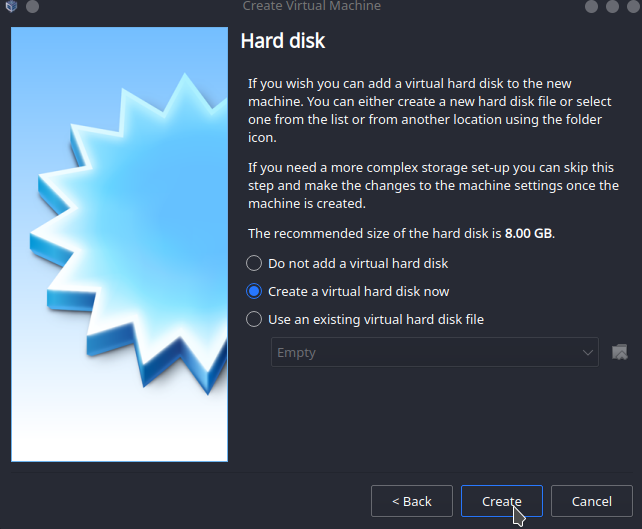 Create Virtual Machine
Hard disk
If you wish you can add a virtual hard disk to the new
machine. You can either create a new hard disk file or select
one from the list or from another location using the folder
icon.
If you need a more complex storage set-up you can skip this
step and make the changes to the machine settings once the
machine is created.
The recommended size of the hard disk is 8.00 GB.
Do not add a virtual hard disk
Create a virtual hard disk now
Use an existing virtual hard disk file
Empty
< Back
Create
Cancel